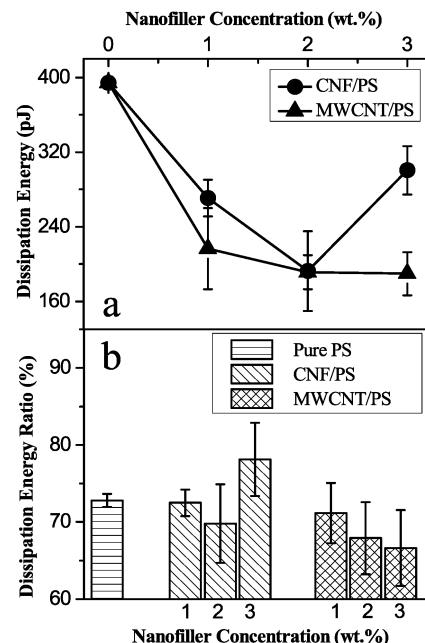 Nanofiller Concentration (wt.%)
0 1 2 3
400
320
240
160
Dissipation Energy (pJ)
CNF/PS
MWCNT/PS
a
b
90
80
70
60
Dissipation Energy Ratio (%)
Pure PS
CNF/PS
MWCNT/PS
1 2 3 1 2 3
Nanofiller Concentration (wt.%)